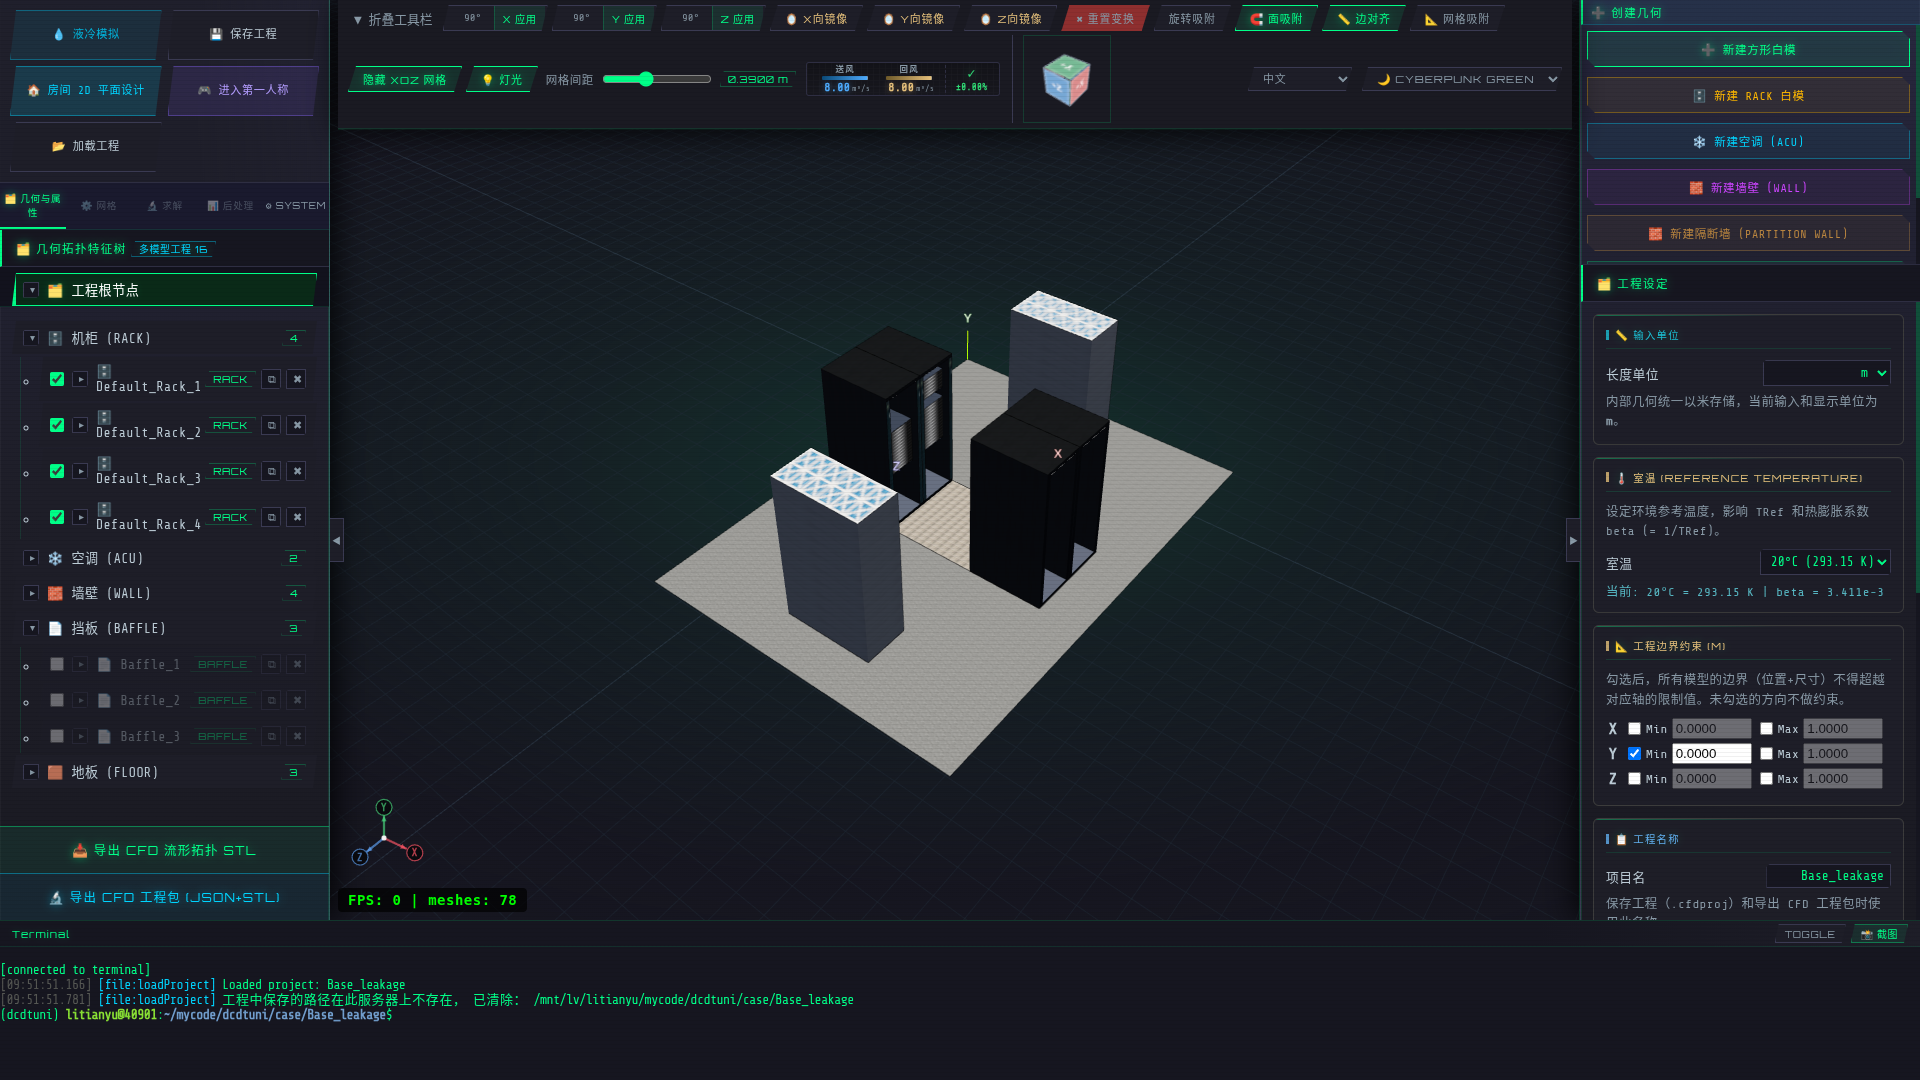 💧 液冷模拟
💾 保存工程
🏠 房间 2D 平面设计
🎮 进入第一人称
📂 加载工程
🗂️ 几何与属性
⚙️ 网格
🔬 求解
📊 后处理
⚙ SYSTEM
🗂️ 几何拓扑特征树 多模型工程 16
▾ 🗂️ 工程根节点
▾ 🗄️ 机柜 (RACK) 4
Default_Rack_1 RACK
Default_Rack_2 RACK
Default_Rack_3 RACK
Default_Rack_4 RACK
▸ ❄️ 空调 (ACU) 2
▸ 🧱 墙壁 (WALL) 4
▾ 📄 挡板 (BAFFLE) 3
Baffle_1 BAFFLE
Baffle_2 BAFFLE
Baffle_3 BAFFLE
▸ 🟫 地板 (FLOOR) 3
📥 导出 CFD 流形拓扑 STL
🔬 导出 CFD 工程包 (JSON+STL)
▼ 折叠工具栏
90° X 应用
90° Y 应用
90° Z 应用
X向镜像
Y向镜像
Z向镜像
✖ 重置变换
旋转吸附
🧲 面吸附
📏 边对齐
📐 网格吸附
隐藏 XOZ 网格
💡 灯光
网格间距
0.3900 m
送风
8.00 m³/s
回风
8.00 m³/s
✓
±0.00%
中文
🌙 CYBERPUNK GREEN
Y
X
Z
Y
Z
X
FPS: 0 | meshes: 78
➕ 创建几何
➕ 新建方形白模
🗄️ 新建 RACK 白模
❄️ 新建空调 (ACU)
🧱 新建墙壁 (WALL)
🧱 新建隔断墙 (PARTITION WALL)
🗂️ 工程设定
📏 输入单位
长度单位 m
内部几何统一以米存储，当前输入和显示单位为
m。
🌡️ 室温 (REFERENCE TEMPERATURE)
设定环境参考温度，影响 TRef 和热膨胀系数
beta (= 1/TRef)。
室温 20°C (293.15 K)
当前: 20°C = 293.15 K | beta = 3.411e-3
📐 工程边界约束 (M)
勾选后，所有模型的边界（位置+尺寸）不得超越
对应轴的限制值。未勾选的方向不做约束。
X Min 0.0000 Max 1.0000
Y Min 0.0000 Max 1.0000
Z Min 0.0000 Max 1.0000
📋 工程名称
项目名 Base_leakage
保存工程（.cfdproj）和导出 CFD 工程包时使
用此名称
Terminal
TOGGLE
📸 截图
[connected to terminal]
[09:51:51.166] [file:loadProject] Loaded project: Base_leakage
[09:51:51.781] [file:loadProject] 工程中保存的路径在此服务器上不存在， 已清除： /mnt/lv/litianyu/mycode/dcdtuni/case/Base_leakage
(dcdtuni) litianyu@40901:~/mycode/dcdtuni/case/Base_leakage$